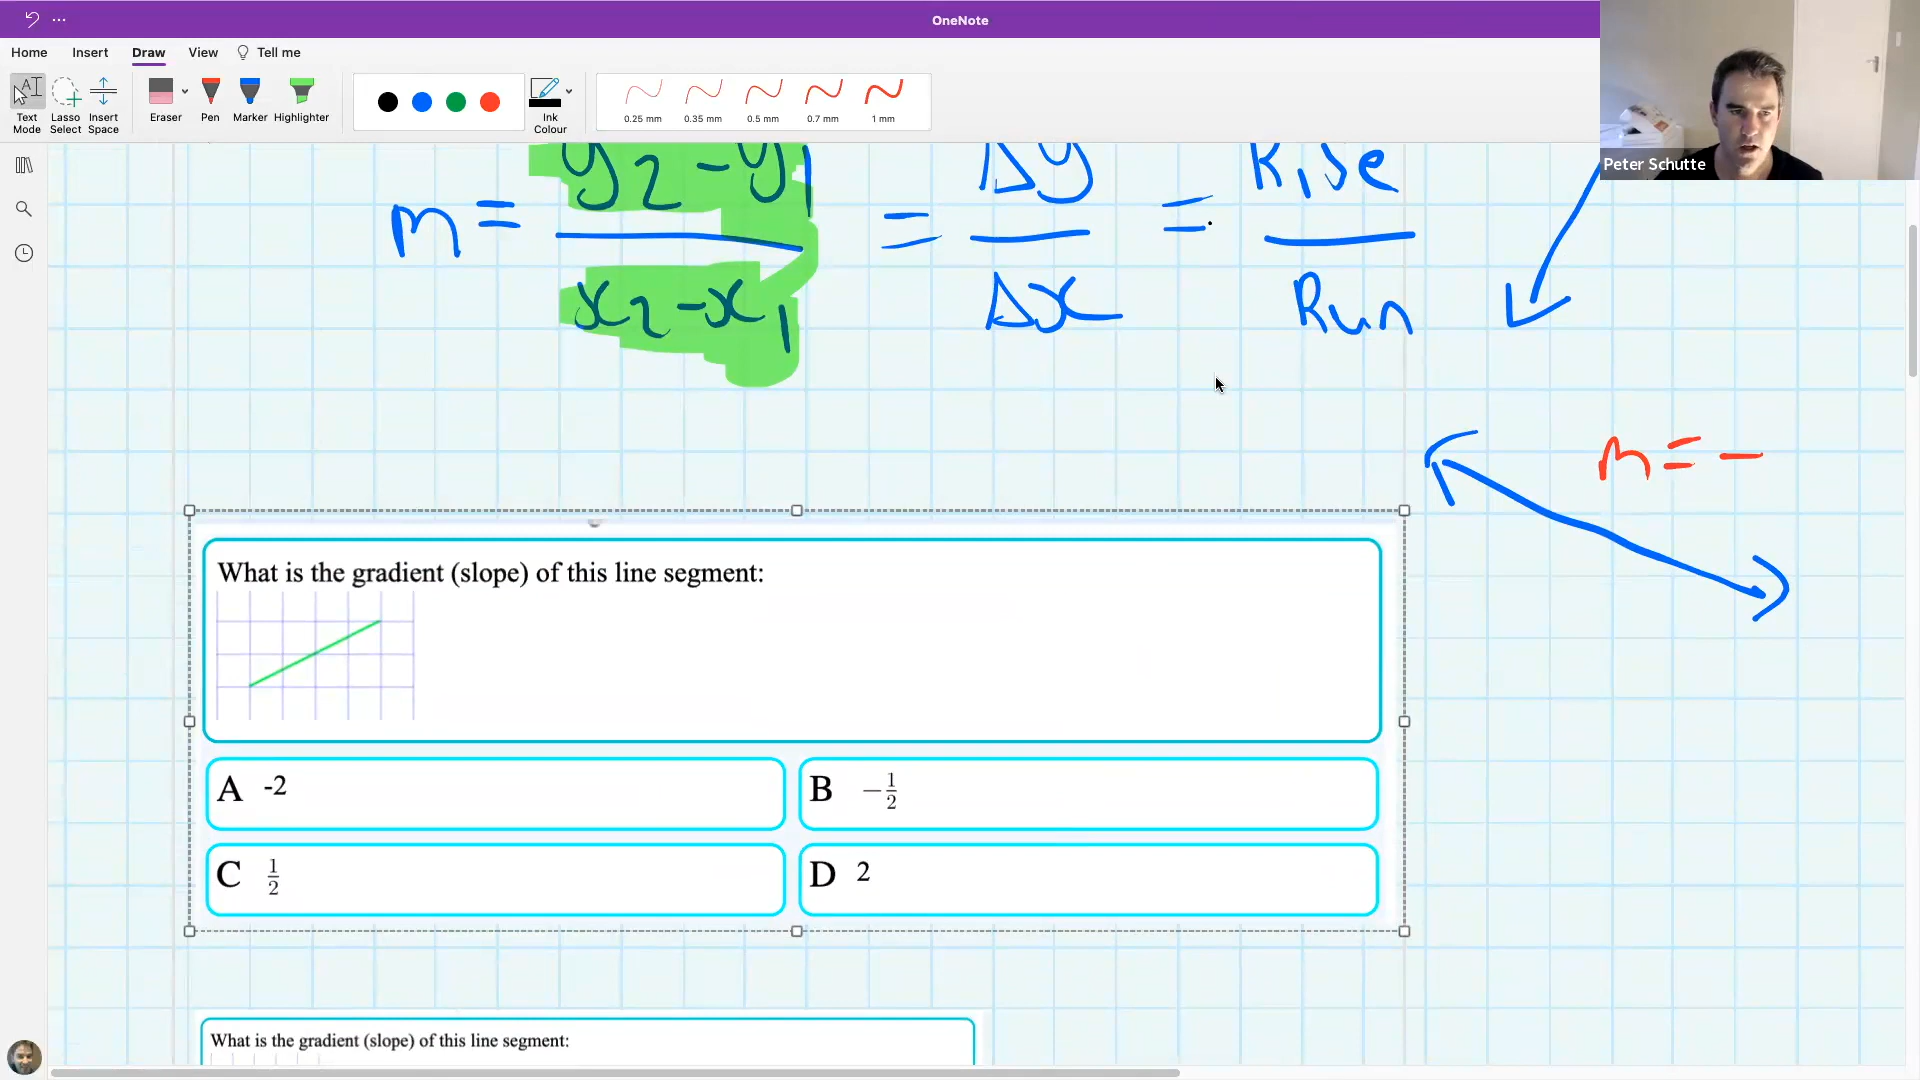 OneNote
Home Insert Draw View Tell me
Text Mode
Lasso Select
Insert Space
Eraser
Pen
Marker
Highlighter
Ink Colour
0.25 mm 0.35 mm 0.5 mm 0.7 mm 1 mm
Peter Schutte
m = y2 - y1 / x2 - x1 = Δy / Δx = Rise / Run
m = -
What is the gradient (slope) of this line segment:
A -2
B -1/2
C 1/2
D 2
What is the gradient (slope) of this line segment: